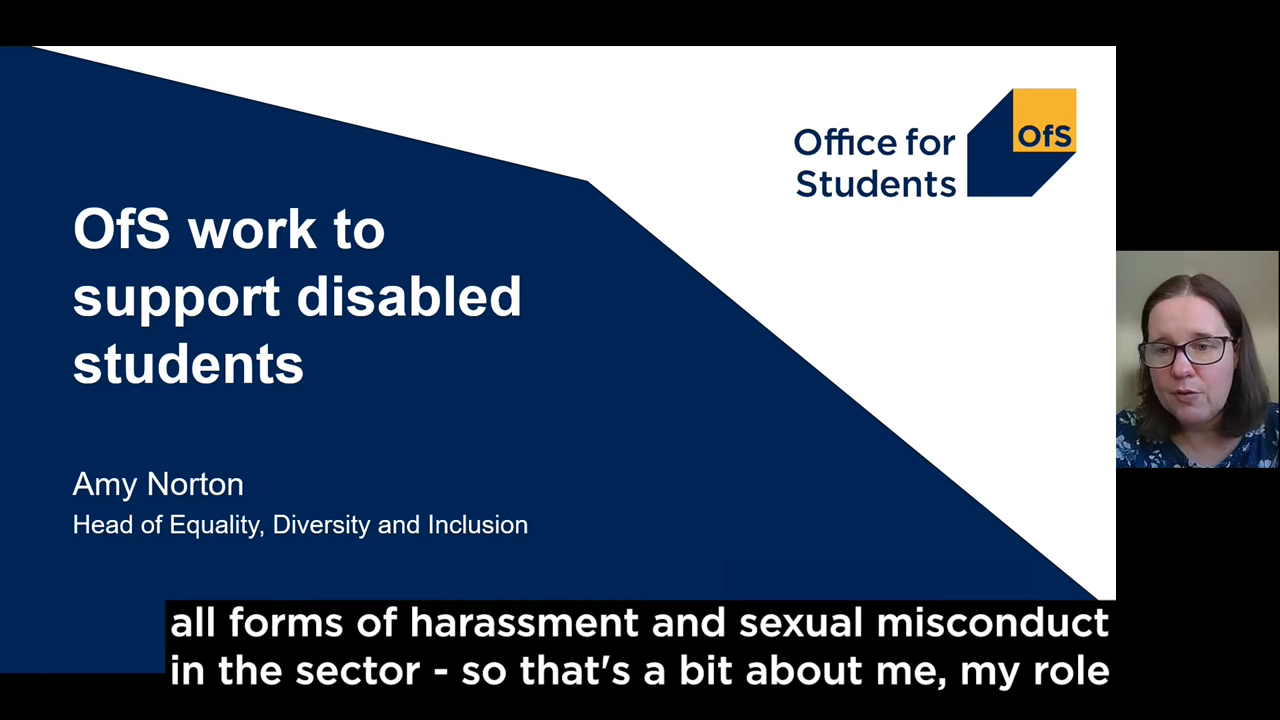 Office for
Students
OfS
OfS work to
support disabled
students
Amy Norton
Head of Equality, Diversity and Inclusion
all forms of harassment and sexual misconduct
in the sector - so that's a bit about me, my role